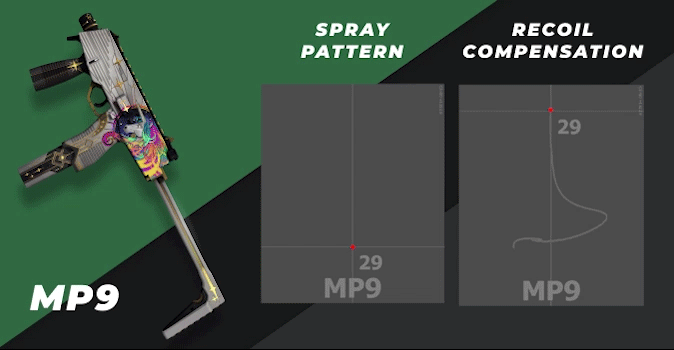 SPRAY
PATTERN
RECOIL
COMPENSATION
29
MP9
29
MP9
MP9